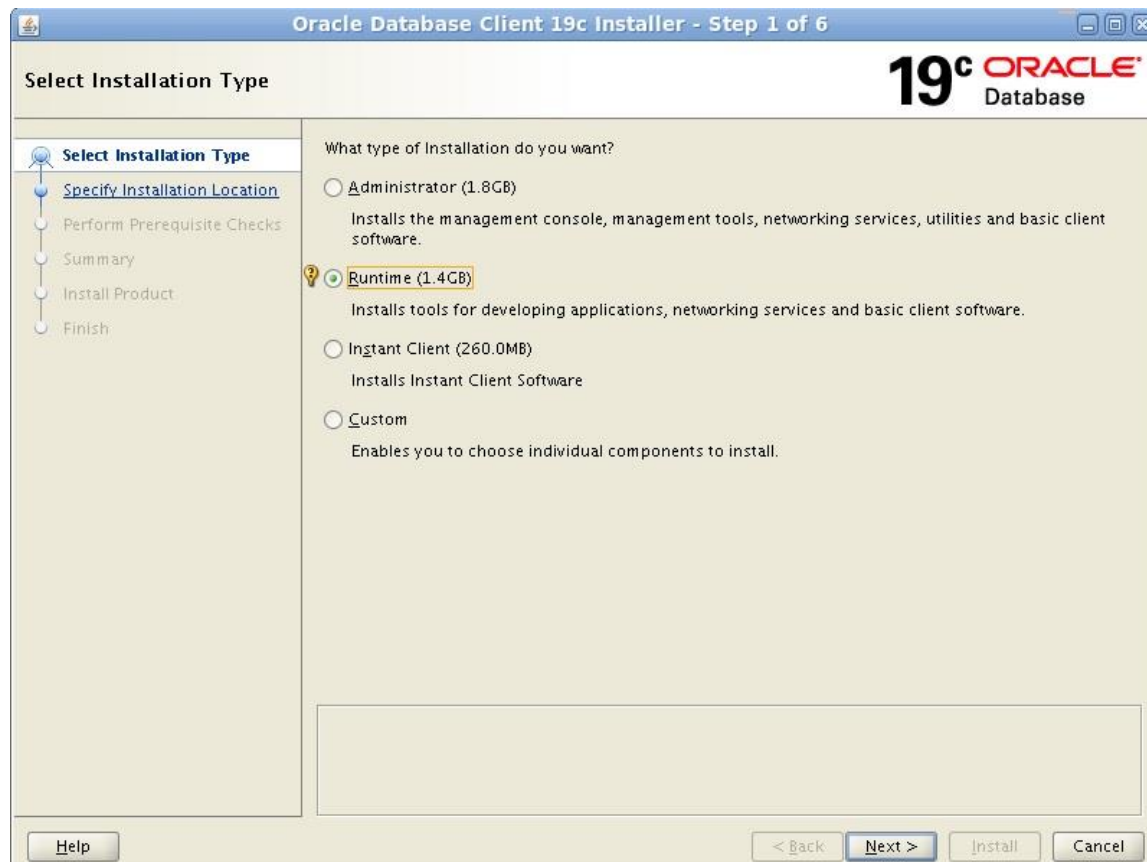 Oracle Database Client 19c Installer - Step 1 of 6
Select Installation Type
19c ORACLE
Database
Select Installation Type
Specify Installation Location
Perform Prerequisite Checks
Summary
Install Product
Finish
What type of Installation do you want?
Administrator (1.8GB)
Installs the management console, management tools, networking services, utilities and basic client
software.
Runtime (1.4GB)
Installs tools for developing applications, networking services and basic client software.
Instant Client (260.0MB)
Installs Instant Client Software
Custom
Enables you to choose individual components to install.
Help
< Back
Next >
Install
Cancel